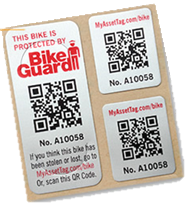 THIS BIKE IS
PROTECTED BY
Bike
Guard
No. A10058
If you think this bike has
been stolen or lost, go to
MyAssetTag.com/bike
Or, scan this QR Code.
MyAssetTag.com/bike
No. A10058
MyAssetTag.com/bike
No. A10058